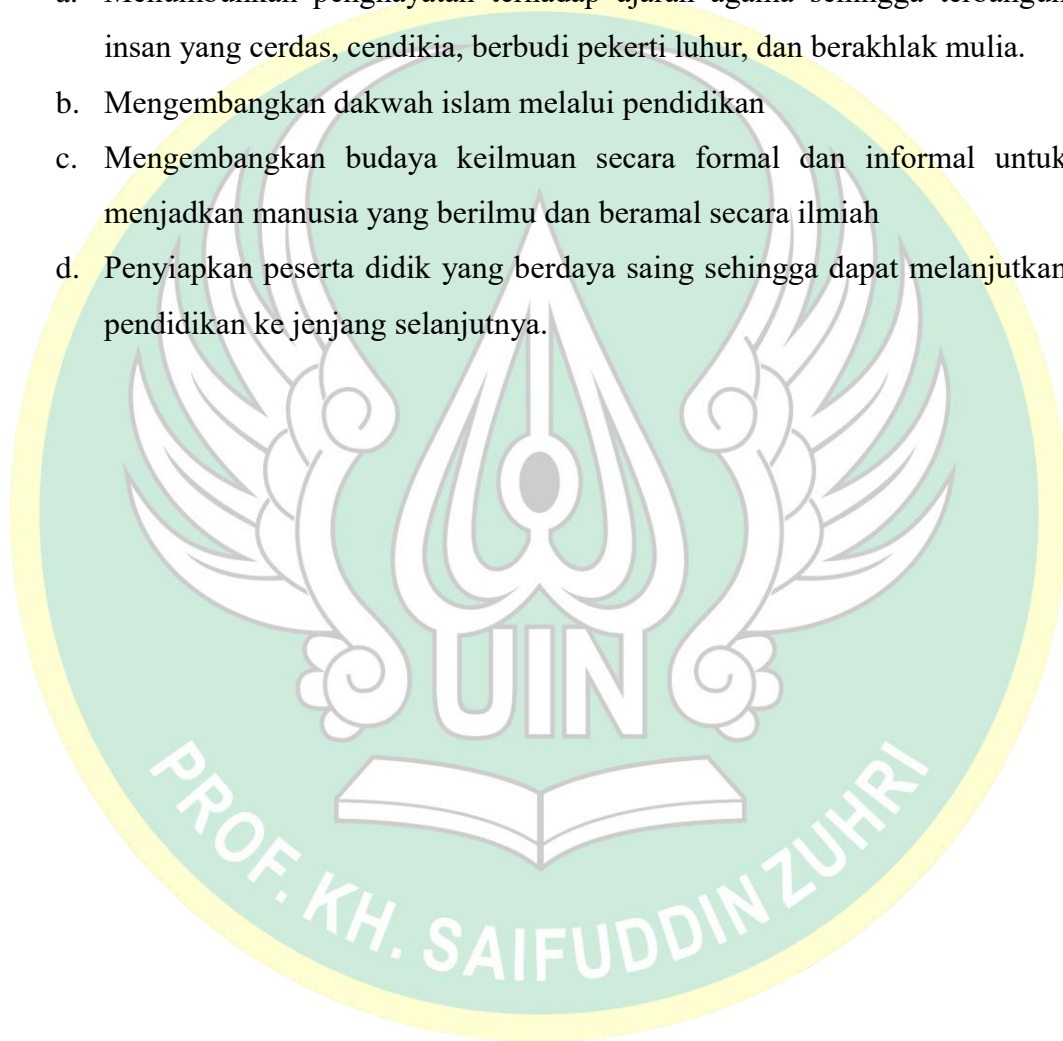 insan yang cerdas, cendikia, berbudi pekerti luhur, dan berakhlak mulia.
b. Mengembangkan dakwah islam melalui pendidikan
c. Mengembangkan budaya keilmuan secara formal dan informal untuk
menjadkan manusia yang berilmu dan beramal secara ilmiah
d. Penyiapkan peserta didik yang berdaya saing sehingga dapat melanjutkan
pendidikan ke jenjang selanjutnya.
UIN
PROF. KH. SAIFUDDIN ZUHRI